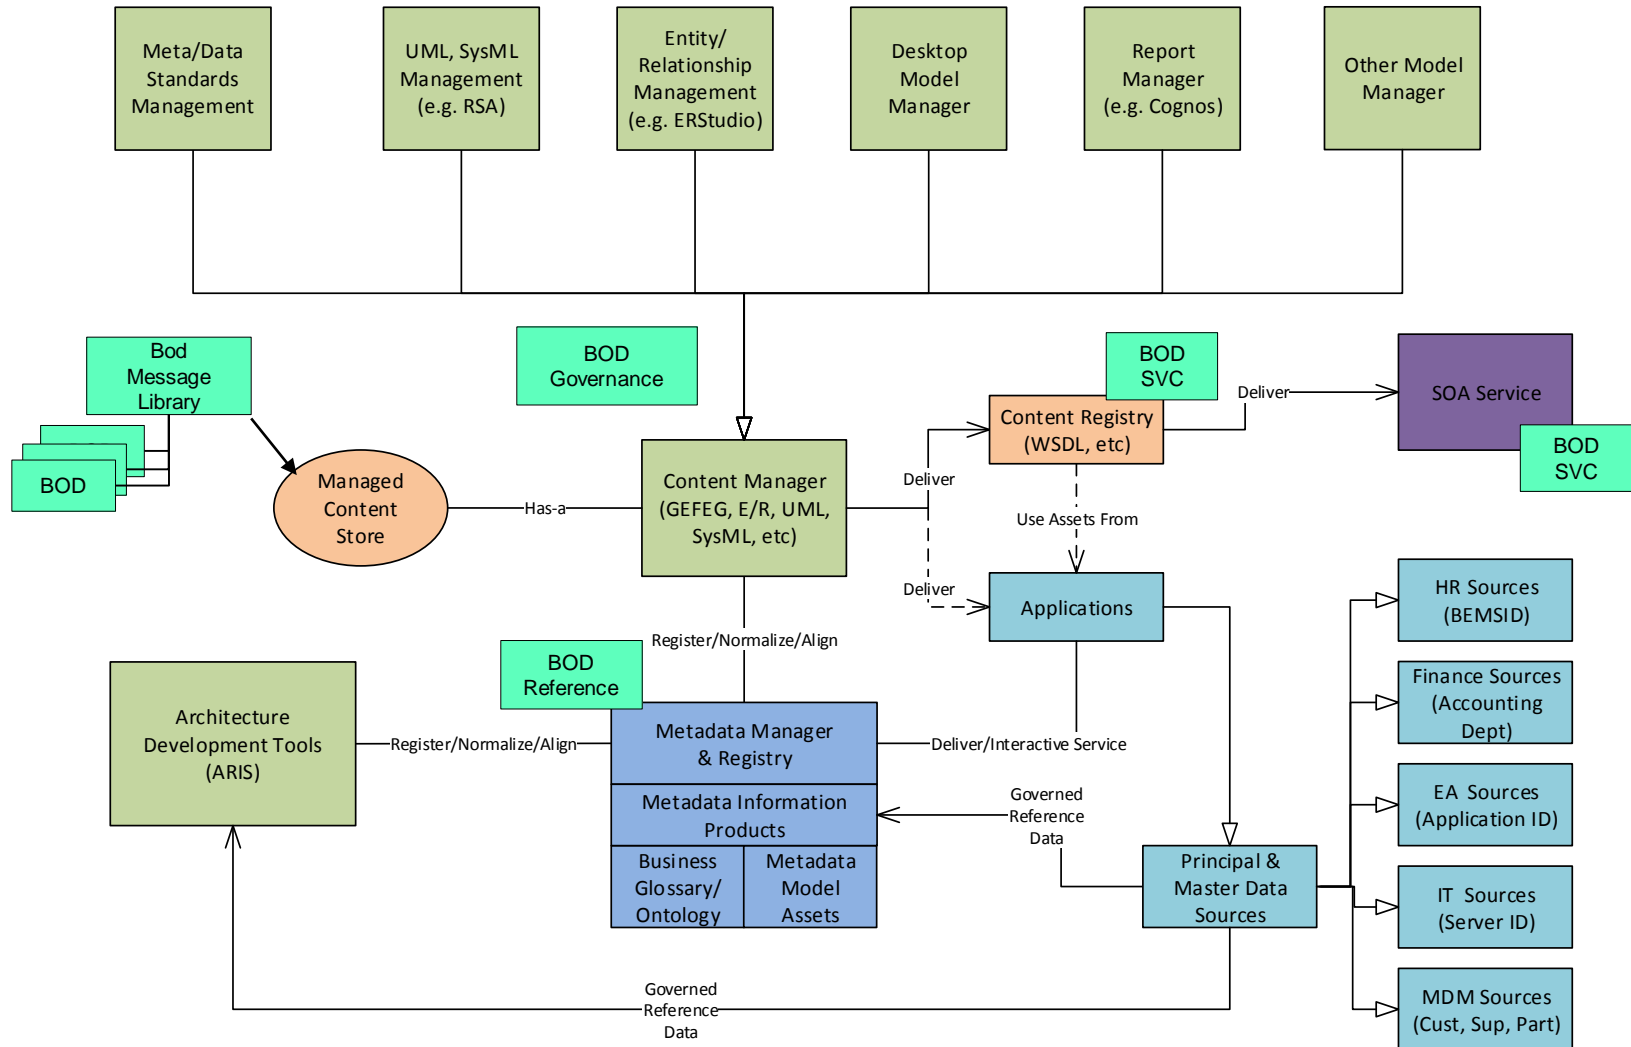 Meta/Data
Standards
Management
UML, SysML
Management
(e.g. RSA)
Entity/
Relationship
Management
(e.g. ERStudio)
Desktop
Model
Manager
Report
Manager
(e.g. Cognos)
Other Model
Manager
Bod
Message
Library
BOD
Governance
BOD
SVC
Deliver
SOA Service
BOD
SVC
Content Registry
(WSDL, etc)
BOD
Managed
Content
Store
Has-a
Content Manager
(GEFEG, E/R, UML,
SysML, etc)
Deliver
Use Assets From
Deliver
Applications
HR Sources
(BEMSID)
Register/Normalize/Align
BOD
Reference
Finance Sources
(Accounting
Dept)
Architecture
Development Tools
(ARIS)
Register/Normalize/Align
Metadata Manager
& Registry
Deliver/Interactive Service
Metadata Information
Products
Governed
Reference
Data
EA  Sources
(Application ID)
Business
Glossary/
Ontology
Metadata
Model
Assets
Principal &
Master Data
Sources
IT  Sources
(Server ID)
Governed
Reference
Data
MDM Sources
(Cust, Sup, Part)